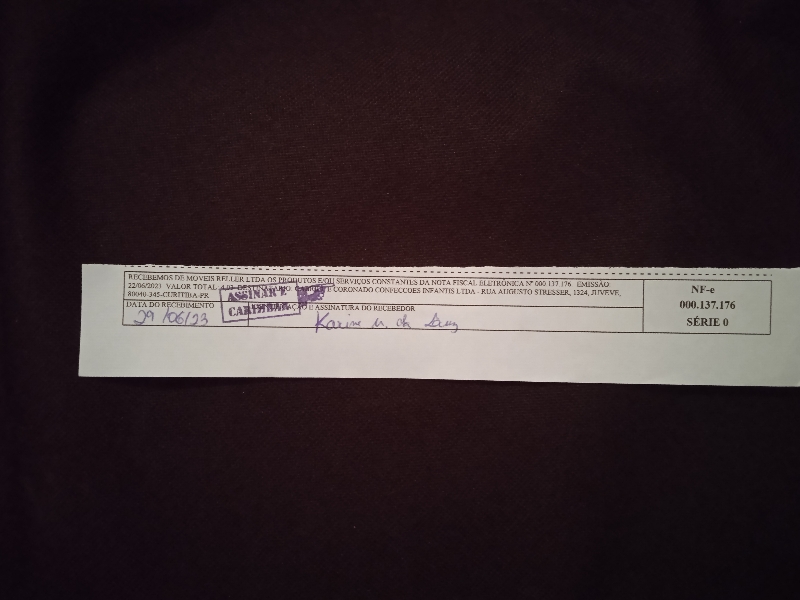 RECEBEMOS DE MOVEIS RELLER LTDA OS PRODUTOS E/OU SERVIÇOS CONSTANTES DA NOTA FISCAL ELETRÔNICA Nº 000.137.176 EMISSÃO
22/06/2023 VALOR TOTAL E CORONADO CONFECCOES INFANTIS LTDA - RUA AUGUSTO STRESSER, 1324, JUVEVE,
80040-345-CURITIBA-PR
ASSINAR E
CARIMBAR
DATA DO RECEBIMENTO
E ASSINATURA DO RECEBEDOR
29/06/23
Karine
NF-e
000.137.176
SÉRIE 0